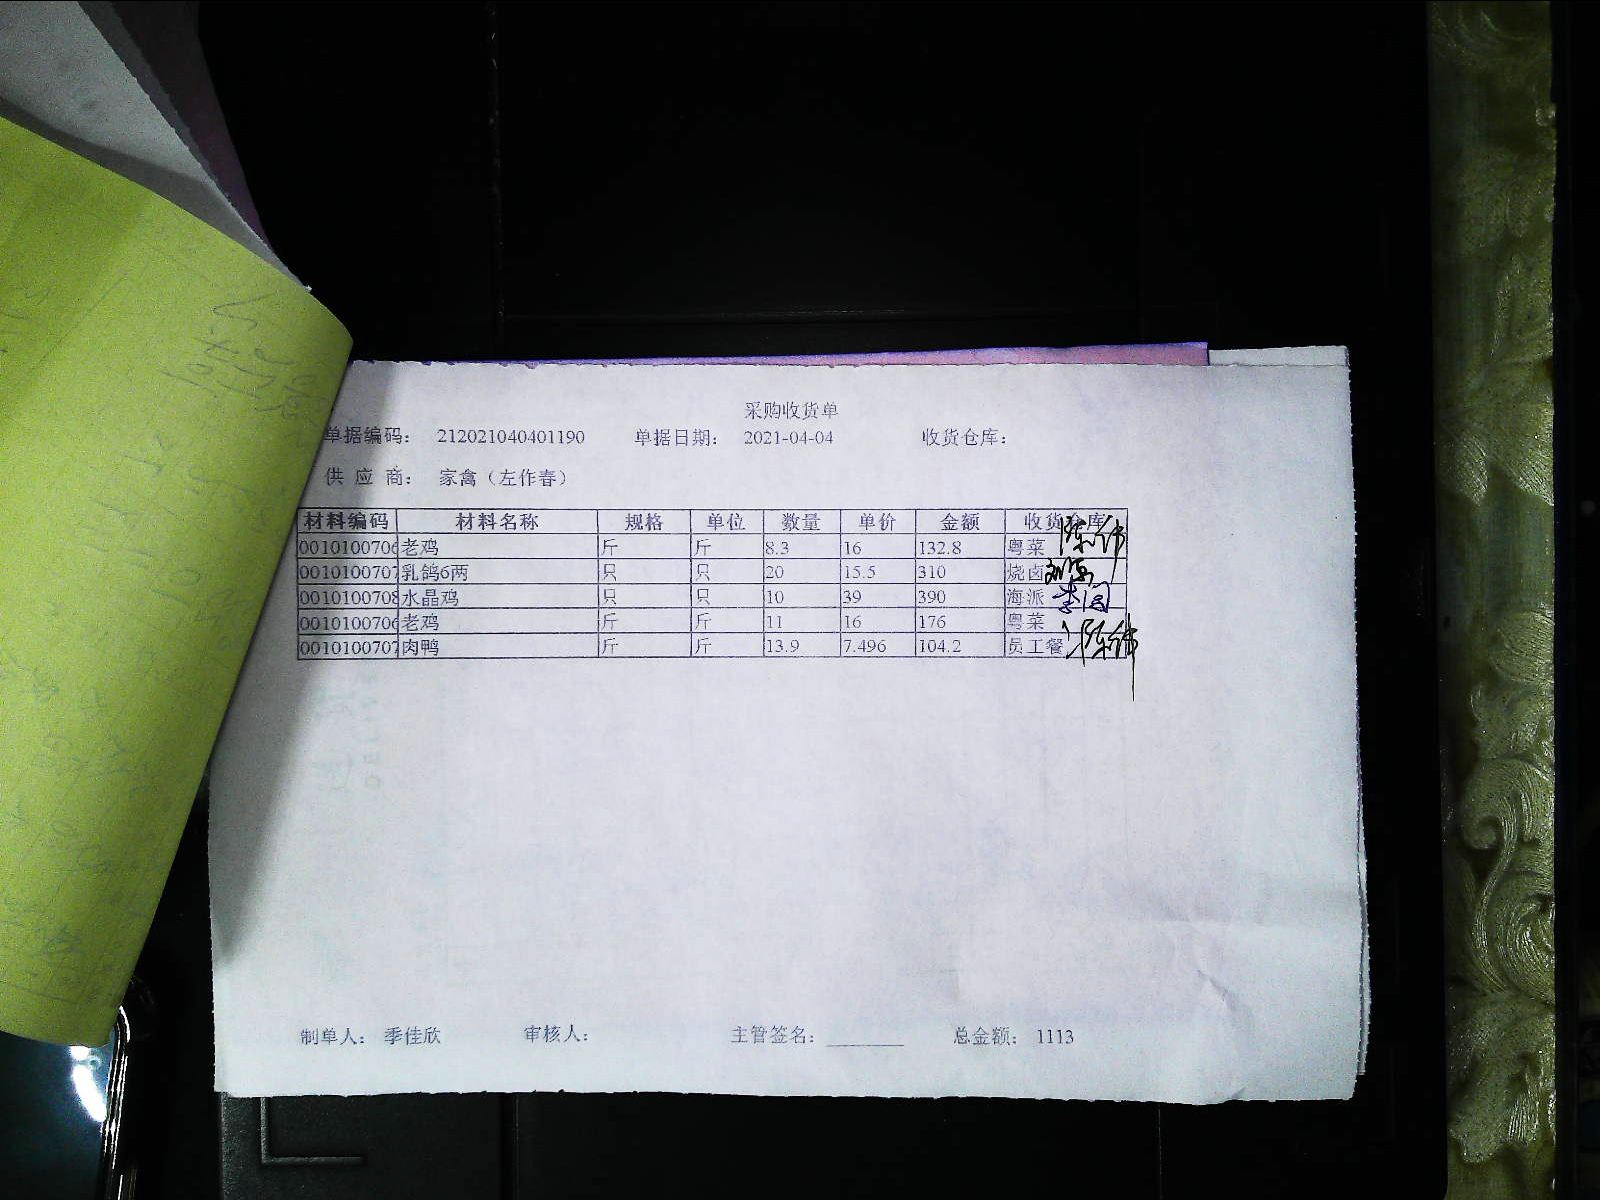 采购收货单
单据编码： 212021040401190 单据日期： 2021-04-04 收货仓库：
供 应 商： 家禽（左作春）
材料编码 材料名称 规格 单位 数量 单价 金额 收货仓库
0010100706 老鸡 斤 斤 8.3 16 132.8 粤菜 陈伟
0010100707 乳鸽6两 只 只 20 15.5 310 烧卤
0010100708 水晶鸡 只 只 10 39 390 海派
0010100706 老鸡 斤 斤 11 16 176 粤菜
0010100707 肉鸭 斤 斤 13.9 7.496 104.2 员工餐 陈伟
制单人： 季佳欣 审核人： 主管签名： 总金额： 1113